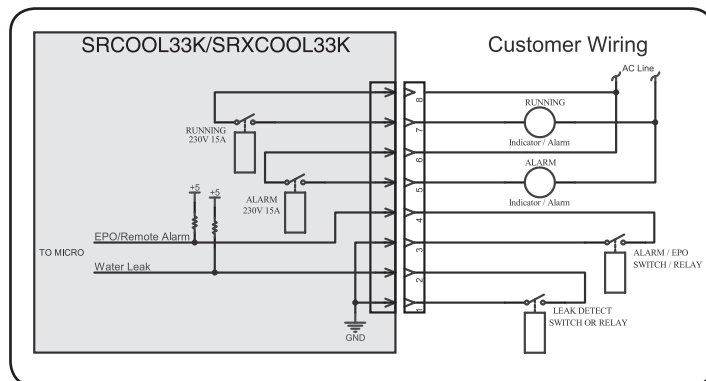 SRCOOL33K/SRXCOOL33K
Customer Wiring
AC Line
8
RUNNING
RUNNING
230V 15A
7
Indicator / Alarm
6
ALARM
ALARM
230V 15A
5
Indicator / Alarm
+5
+5
4
EPO/Remote Alarm
TO MICRO
3
ALARM / EPO
SWITCH / RELAY
Water Leak
2
1
LEAK DETECT
SWITCH OR RELAY
GND